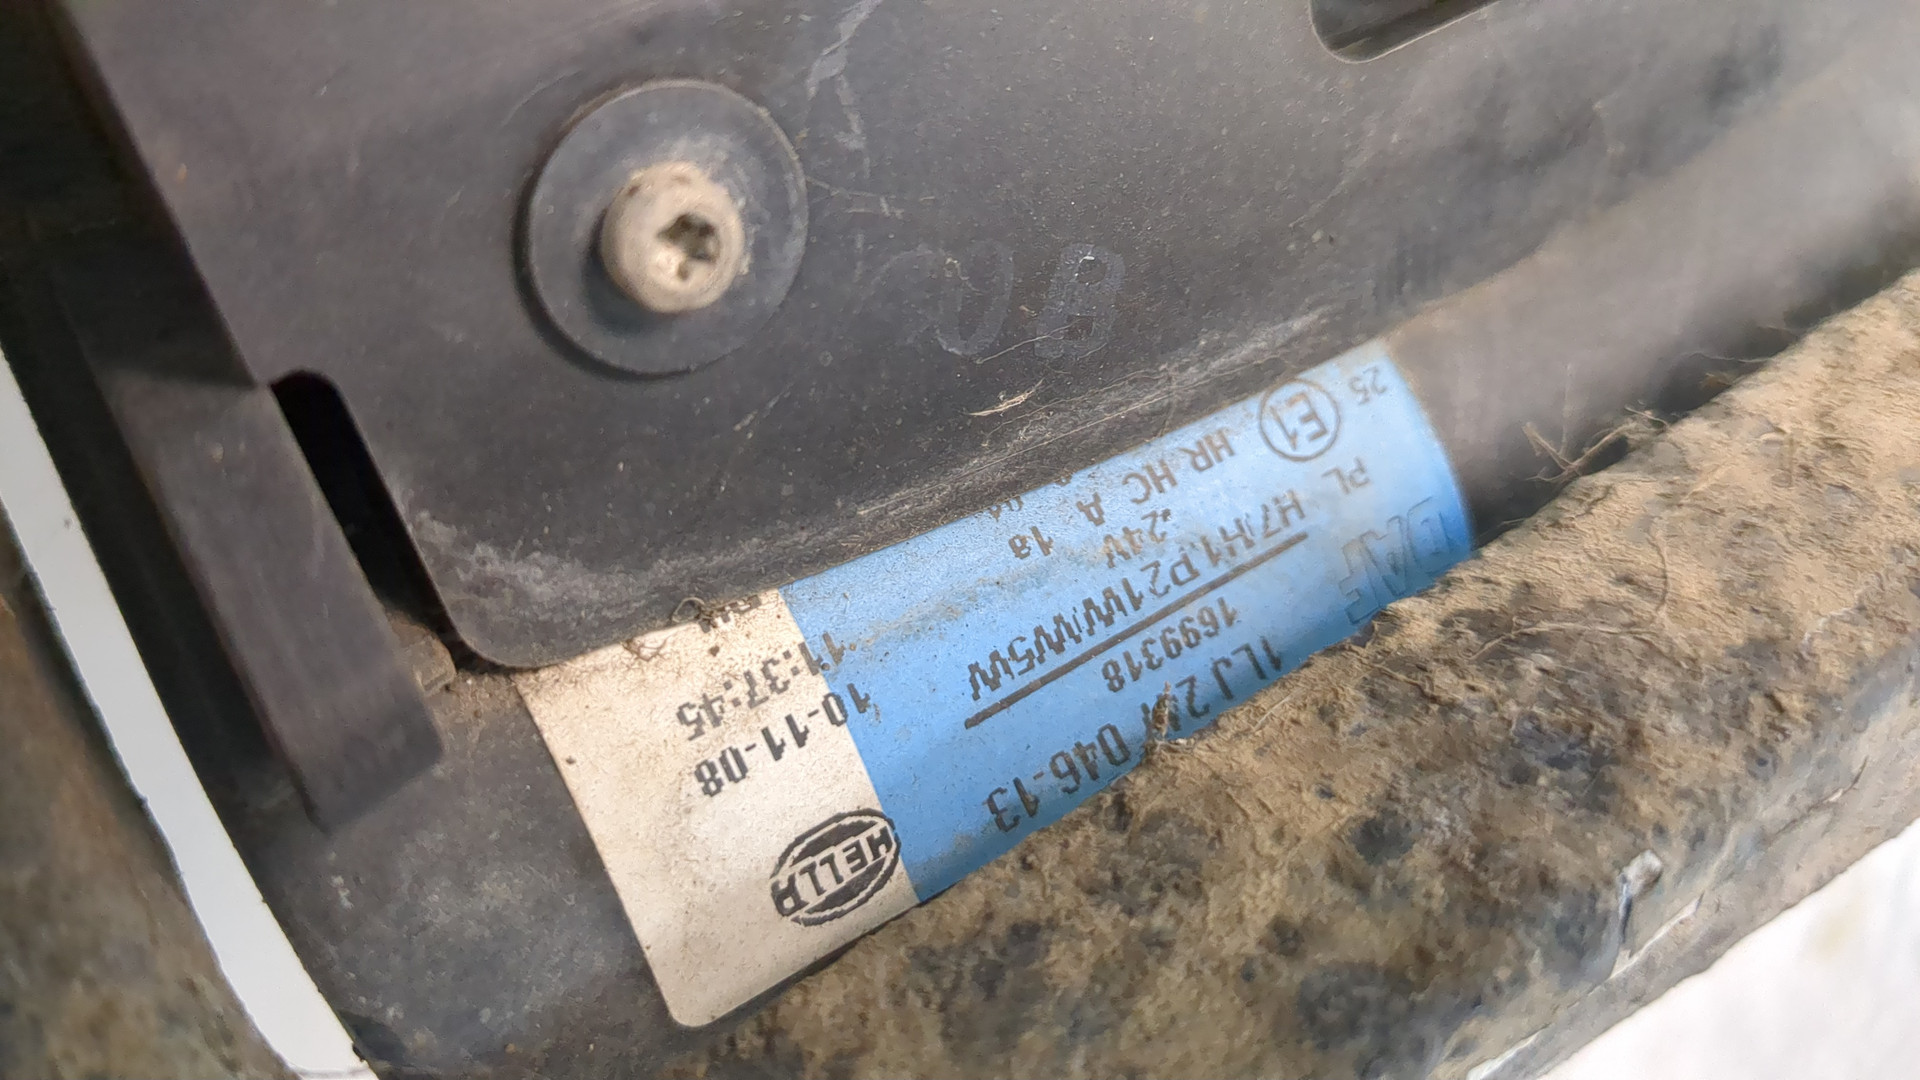 DAF
1LJ 247 046-13
1699318
H7/H1,P21W/W5W
24V
PL HR HC A 1a
E1
25
HELLA
10-11-08
11:37:45
08